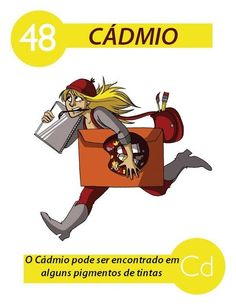 48
CÁDMIO
O Cádmio pode ser encontrado em
alguns pigmentos de tintas
Cd